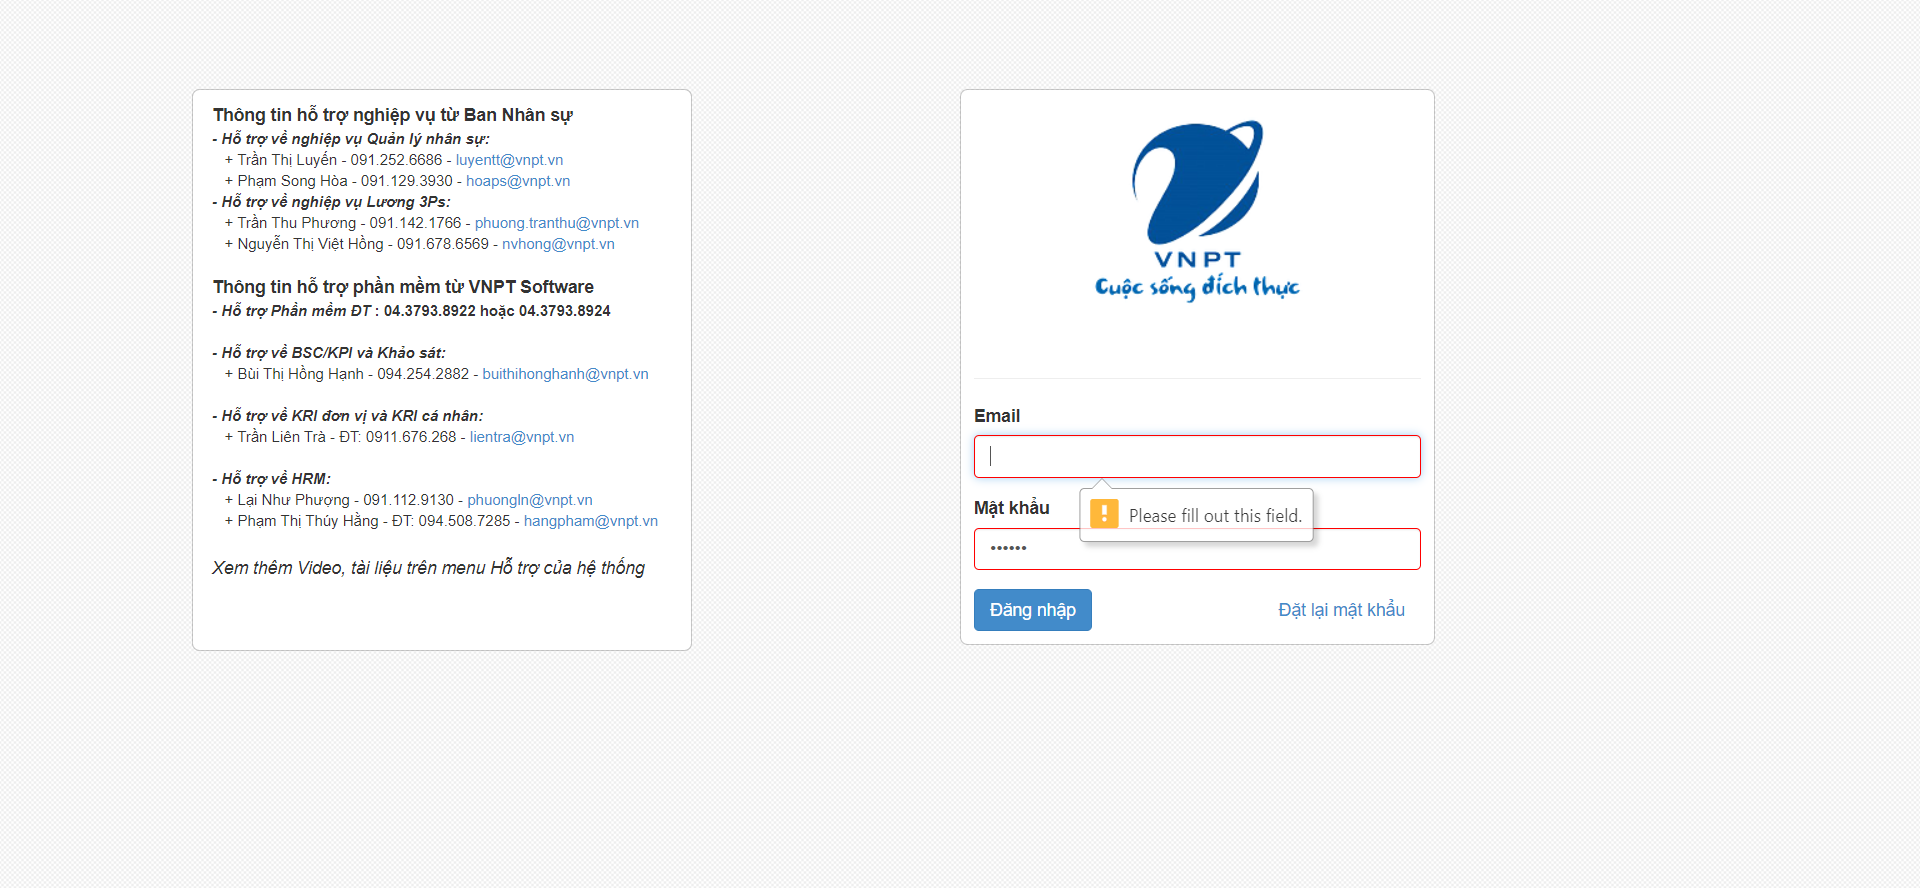 Thông tin hỗ trợ nghiệp vụ từ Ban Nhân sự
- Hỗ trợ về nghiệp vụ Quản lý nhân sự:
+ Trần Thị Luyến - 091.252.6686 - luyentt@vnpt.vn
+ Phạm Song Hòa - 091.129.3930 - hoaps@vnpt.vn
- Hỗ trợ về nghiệp vụ Lương 3Ps:
+ Trần Thu Phương - 091.142.1766 - phuong.tranthu@vnpt.vn
+ Nguyễn Thị Việt Hồng - 091.678.6569 - nvhong@vnpt.vn
Thông tin hỗ trợ phần mềm từ VNPT Software
- Hỗ trợ Phần mềm ĐT : 04.3793.8922 hoặc 04.3793.8924
- Hỗ trợ về BSC/KPI và Khảo sát:
+ Bùi Thị Hồng Hạnh - 094.254.2882 - buithihonghanh@vnpt.vn
- Hỗ trợ về KRI đơn vị và KRI cá nhân:
+ Trần Liên Trà - ĐT: 0911.676.268 - lientra@vnpt.vn
- Hỗ trợ về HRM:
+ Lại Như Phượng - 091.112.9130 - phuongln@vnpt.vn
+ Phạm Thị Thúy Hằng - ĐT: 094.508.7285 - hangpham@vnpt.vn
Xem thêm Video, tài liệu trên menu Hỗ trợ của hệ thống
VNPT
Cuộc sống đích thực
Email
Mật khẩu
Please fill out this field.
••••••
Đăng nhập
Đặt lại mật khẩu